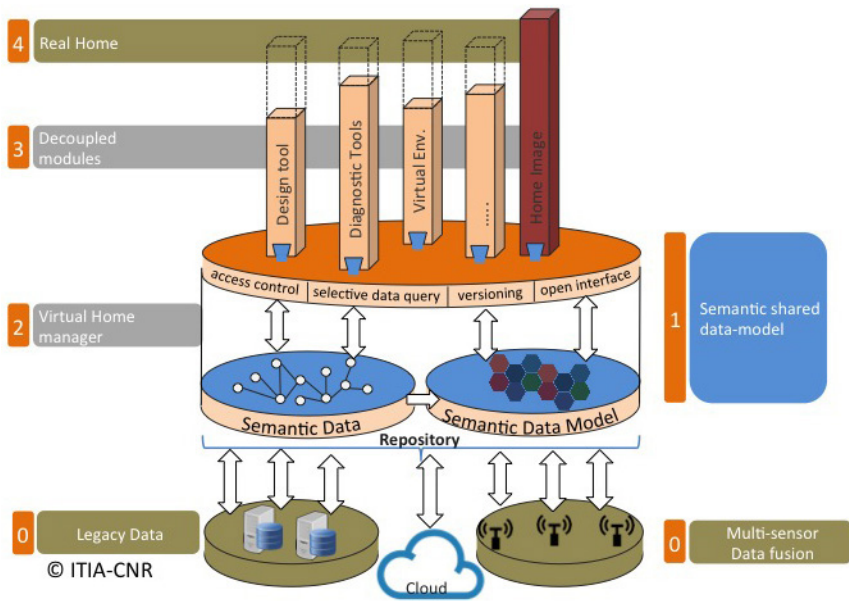 4
Real Home
3
Decoupled
modules
Design tool
Diagnostic Tools
Virtual Env.
.....
Home Image
access control
selective data query
versioning
open interface
2
Virtual Home
manager
1
Semantic shared
data-model
Semantic Data
Semantic Data Model
Repository
0
Legacy Data
Cloud
0
Multi-sensor
Data fusion
© ITIA-CNR